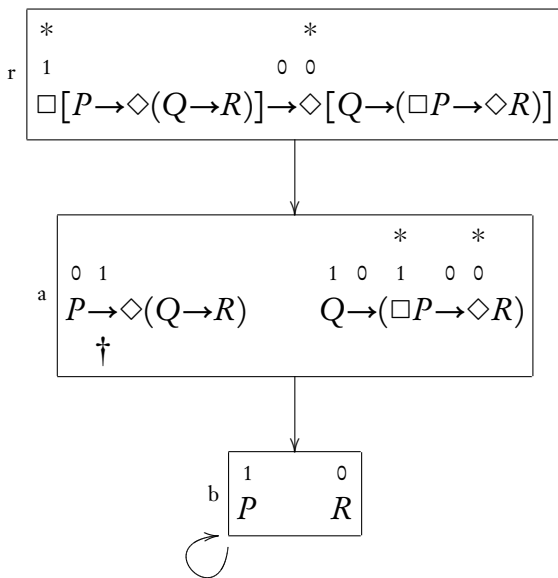 * *
1 0 0
r
□[P→◇(Q→R)]→◇[Q→(□P→◇R)]
* *
0 1 1 0 1 0 0
a
P→◇(Q→R) Q→(□P→◇R)
†
1 0
b
P R